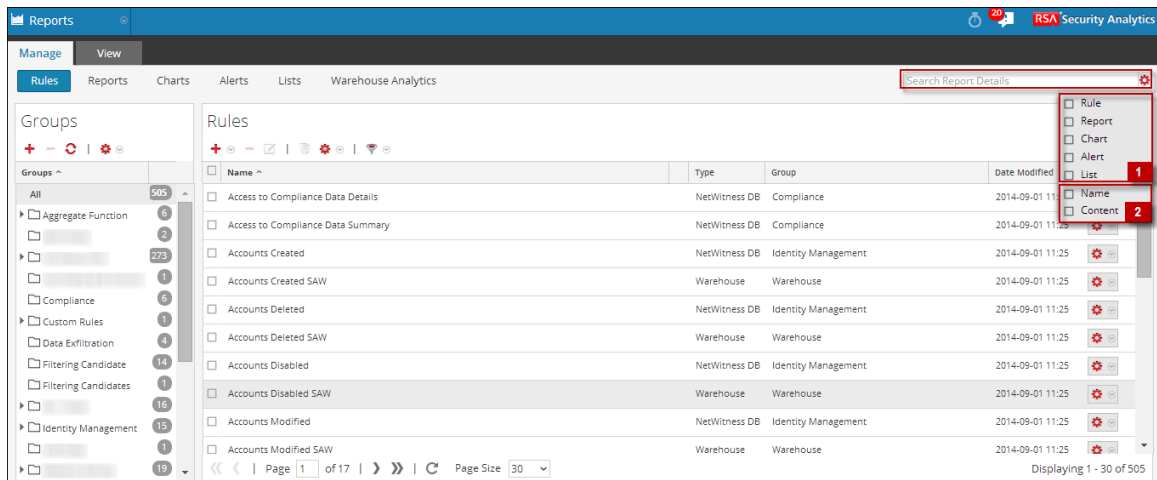 Reports
20
RSA Security Analytics
Manage View
Rules Reports Charts Alerts Lists Warehouse Analytics
Search Report Details
Rule
Report
Chart
Alert
List
1
Name
Content
2
Groups
Groups
All 505
Aggregate Function 6
2
273
1
Compliance 6
Custom Rules 1
Data Exfiltration 4
Filtering Candidate 14
Filtering Candidates 1
16
Identity Management 15
1
19
Rules
Name Type Group Date Modified
Access to Compliance Data Details NetWitness DB Compliance 2014-09-01 11:
Access to Compliance Data Summary NetWitness DB Compliance 2014-09-01 11:25
Accounts Created NetWitness DB Identity Management 2014-09-01 11:25
Accounts Created SAW Warehouse Warehouse 2014-09-01 11:25
Accounts Deleted NetWitness DB Identity Management 2014-09-01 11:25
Accounts Deleted SAW Warehouse Warehouse 2014-09-01 11:25
Accounts Disabled NetWitness DB Identity Management 2014-09-01 11:25
Accounts Disabled SAW Warehouse Warehouse 2014-09-01 11:25
Accounts Modified NetWitness DB Identity Management 2014-09-01 11:25
Accounts Modified SAW Warehouse Warehouse 2014-09-01 11:25
Page 1 of 17 Page Size 30 Displaying 1 - 30 of 505